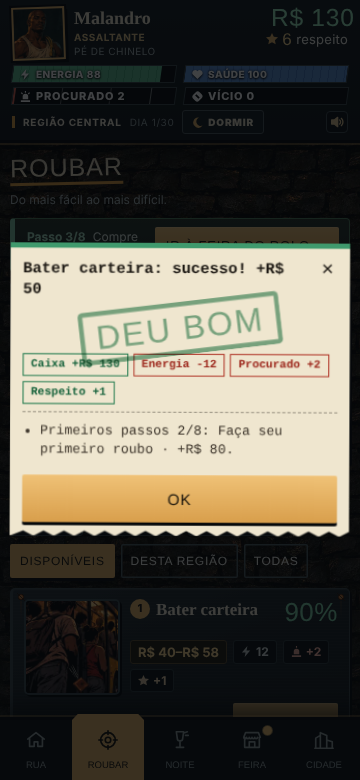 Malandro
ASSALTANTE
PÉ DE CHINELO
R$ 130
6 respeito
ENERGIA 88
SAÚDE 100
PROCURADO 2
VÍCIO 0
REGIÃO CENTRAL DIA 1/30
DORMIR
ROUBAR
Do mais fácil ao mais difícil.
Passo 3/8 Compre
Bater carteira: sucesso! +R$
50
×
DEU BOM
Caixa +R$ 130
Energia -12
Procurado +2
Respeito +1
• Primeiros passos 2/8: Faça seu
primeiro roubo · +R$ 80.
OK
DISPONÍVEIS
DESTA REGIÃO
TODAS
1 Bater carteira
90%
R$ 40–R$ 58
12
+2
+1
RUA
ROUBAR
NOITE
FEIRA
CIDADE